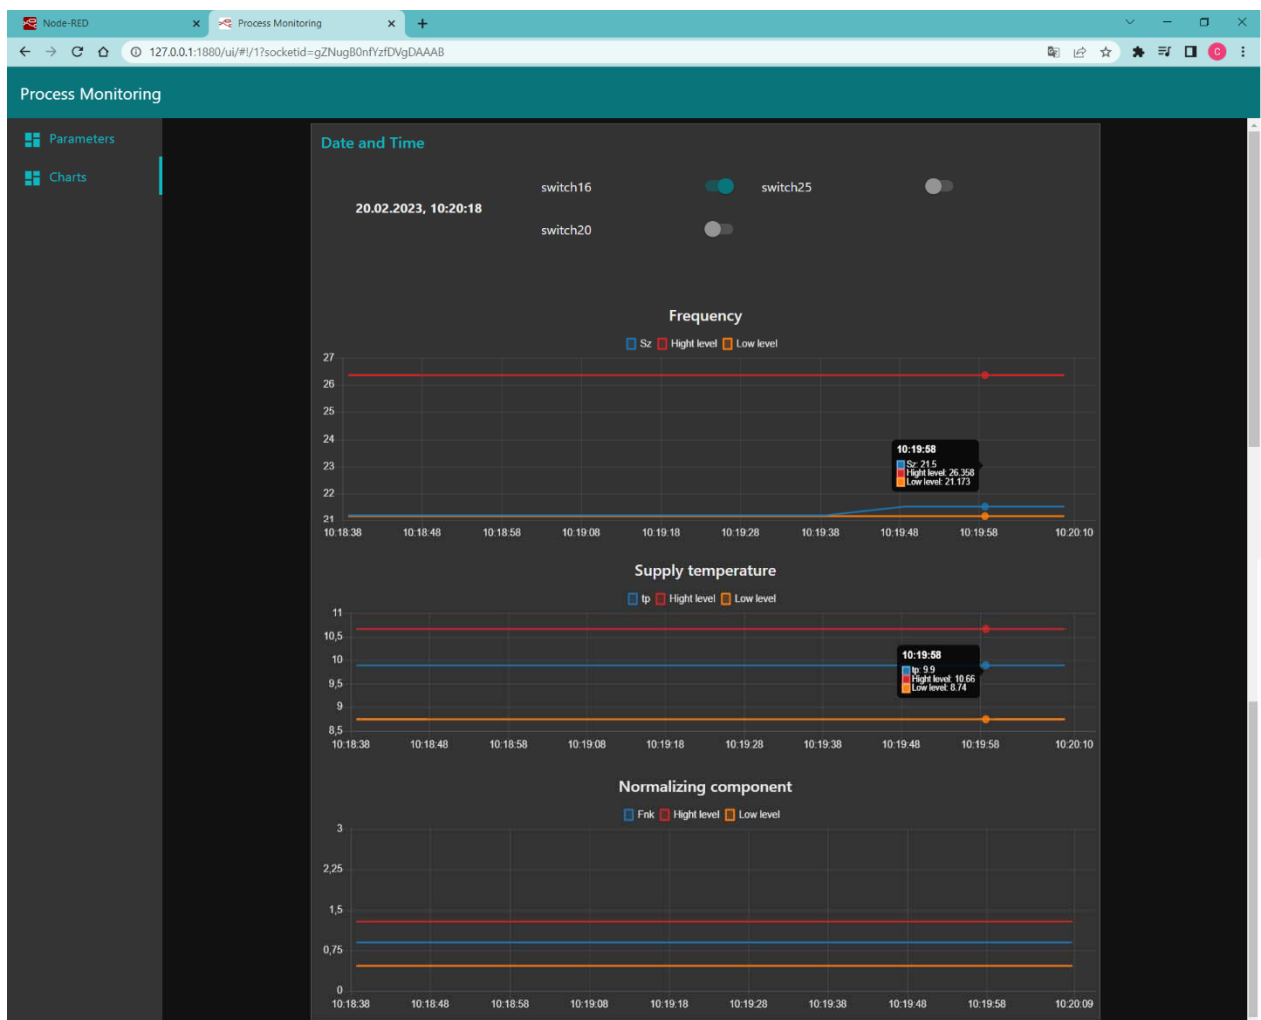 Node-RED
Process Monitoring
127.0.0.1:1880/ui/#!/1?socketid=gZNugB0nfYzfDVgDAAAB
C
Process Monitoring
Parameters
Charts
Date and Time
20.02.2023, 10:20:18
switch16
switch25
switch20
Frequency
Sz Hight level Low level
27
26
25
24
23
22
21
10:19:58
Sz: 21.5
Hight level: 26.358
Low level: 21.173
10:18:38 10:18:48 10:18:58 10:19:08 10:19:18 10:19:28 10:19:38 10:19:48 10:19:58 10:20:10
Supply temperature
tp Hight level Low level
11
10,5
10
9,5
9
8,5
10:19:58
tp: 9.9
Hight level: 10.66
Low level: 8.74
10:18:38 10:18:48 10:18:58 10:19:08 10:19:18 10:19:28 10:19:38 10:19:48 10:19:58 10:20:10
Normalizing component
Fnk Hight level Low level
3
2,25
1,5
0,75
0
10:18:38 10:18:48 10:18:58 10:19:08 10:19:18 10:19:28 10:19:38 10:19:48 10:19:58 10:20:09